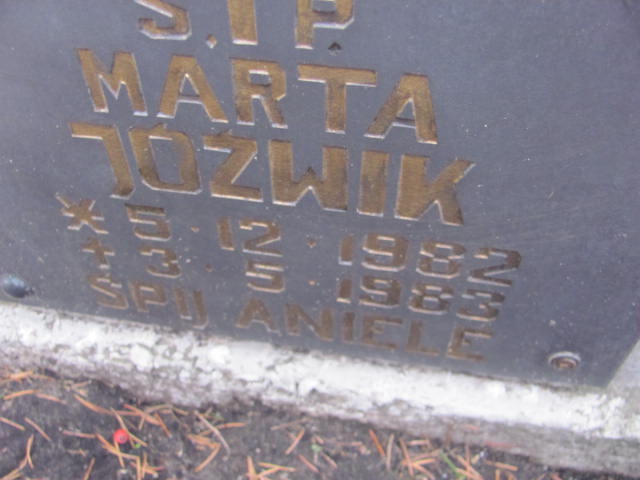 Ś.†P.
MARTA
JÓŹWIK
* 5.12.1982
† 3.5.1983
ŚPIJ ANIELE